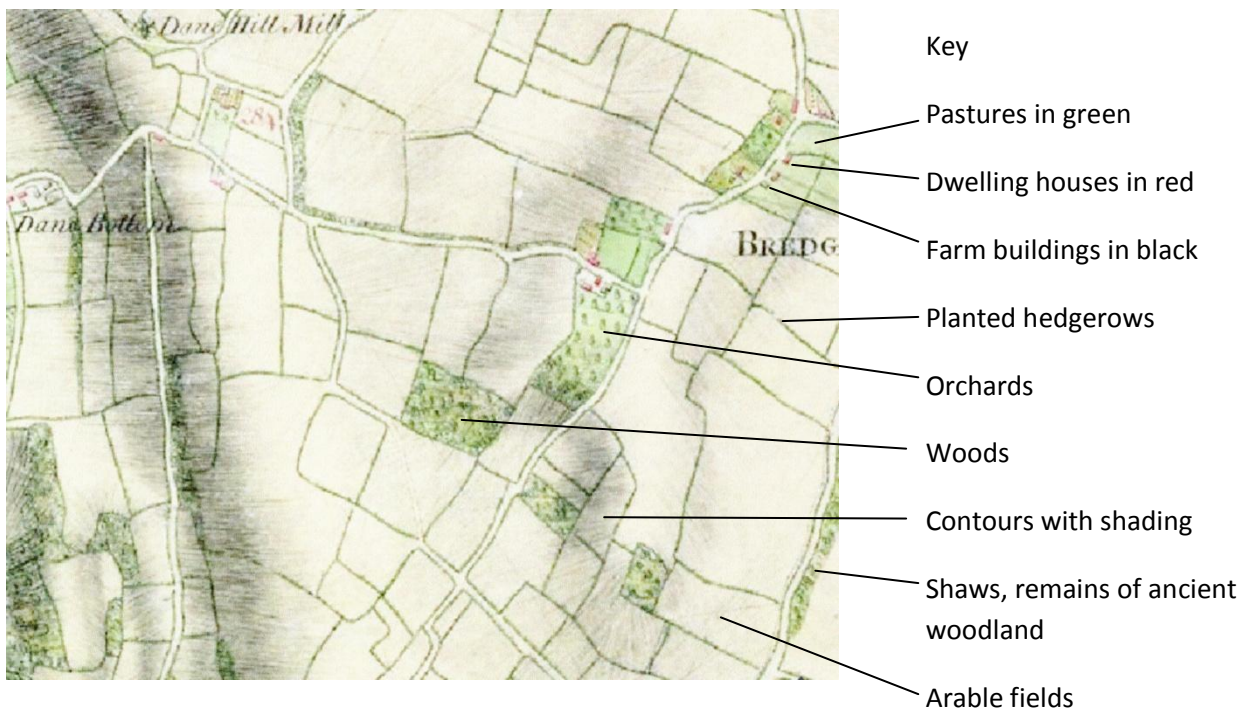 Dane Hill Mill
Dane Bottom
BREDG
Key
Pastures in green
Dwelling houses in red
Farm buildings in black
Planted hedgerows
Orchards
Woods
Contours with shading
Shaws, remains of ancient
woodland
Arable fields